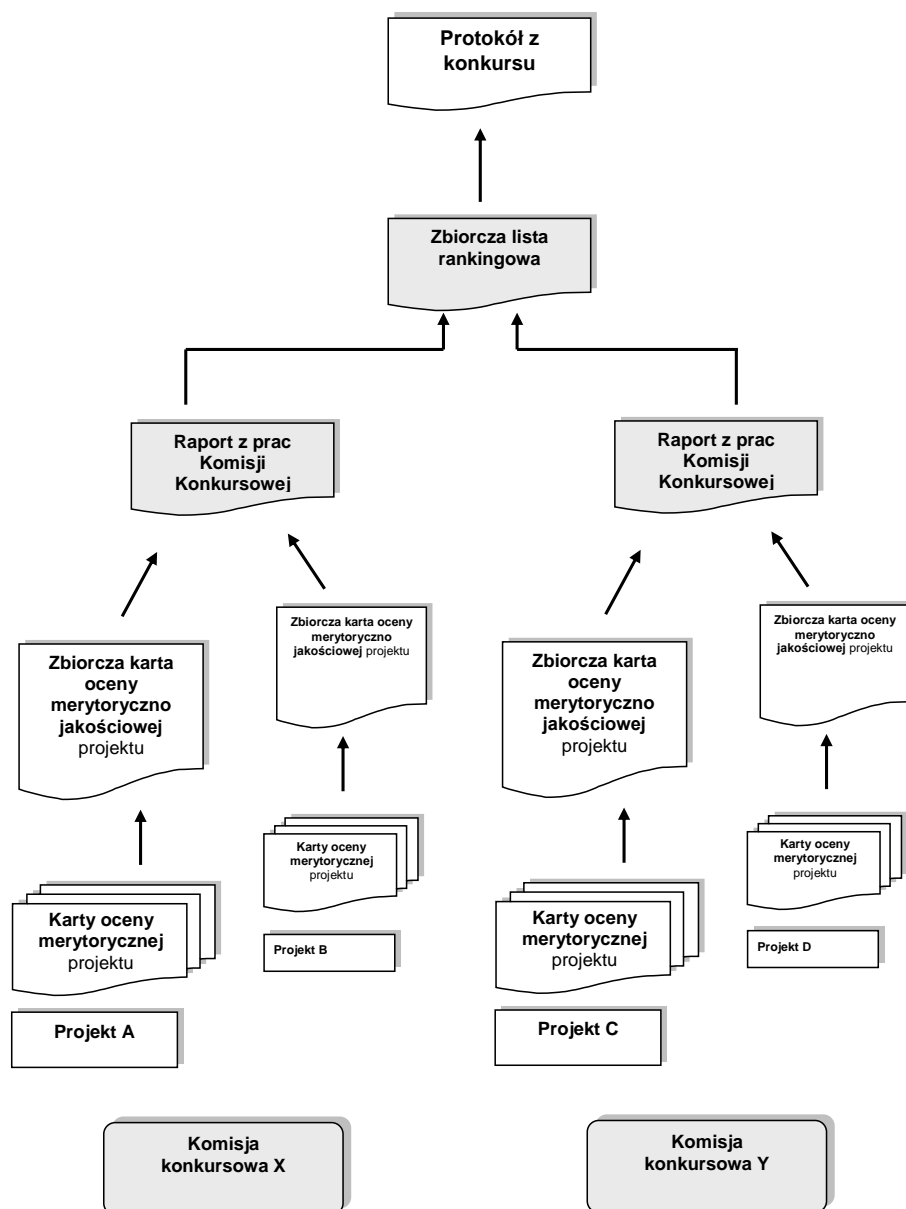 Protokół z
konkursu
Zbiorcza lista
rankingowa
Raport z prac
Komisji
Konkursowej
Raport z prac
Komisji
Konkursowej
Zbiorcza karta
oceny
merytoryczno
jakościowej
projektu
Zbiorcza karta oceny
merytoryczno
jakościowej projektu
Zbiorcza karta
oceny
merytoryczno
jakościowej
projektu
Zbiorcza karta oceny
merytoryczno
jakościowej projektu
Karty oceny
merytorycznej
projektu
Karty oceny
merytorycznej
projektu
Karty oceny
merytorycznej
projektu
Karty oceny
merytorycznej
projektu
Projekt A
Projekt B
Projekt C
Projekt D
Komisja
konkursowa X
Komisja
konkursowa Y